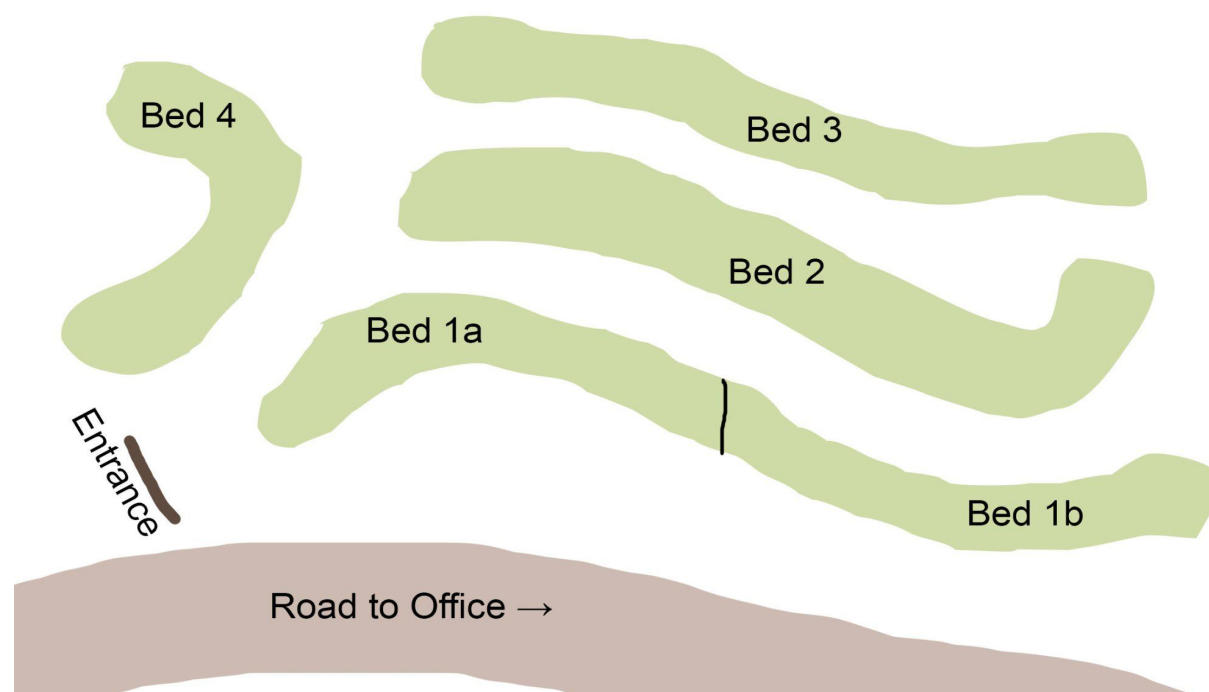 Bed 4
Bed 3
Bed 2
Bed 1a
Entrance
Bed 1b
Road to Office →